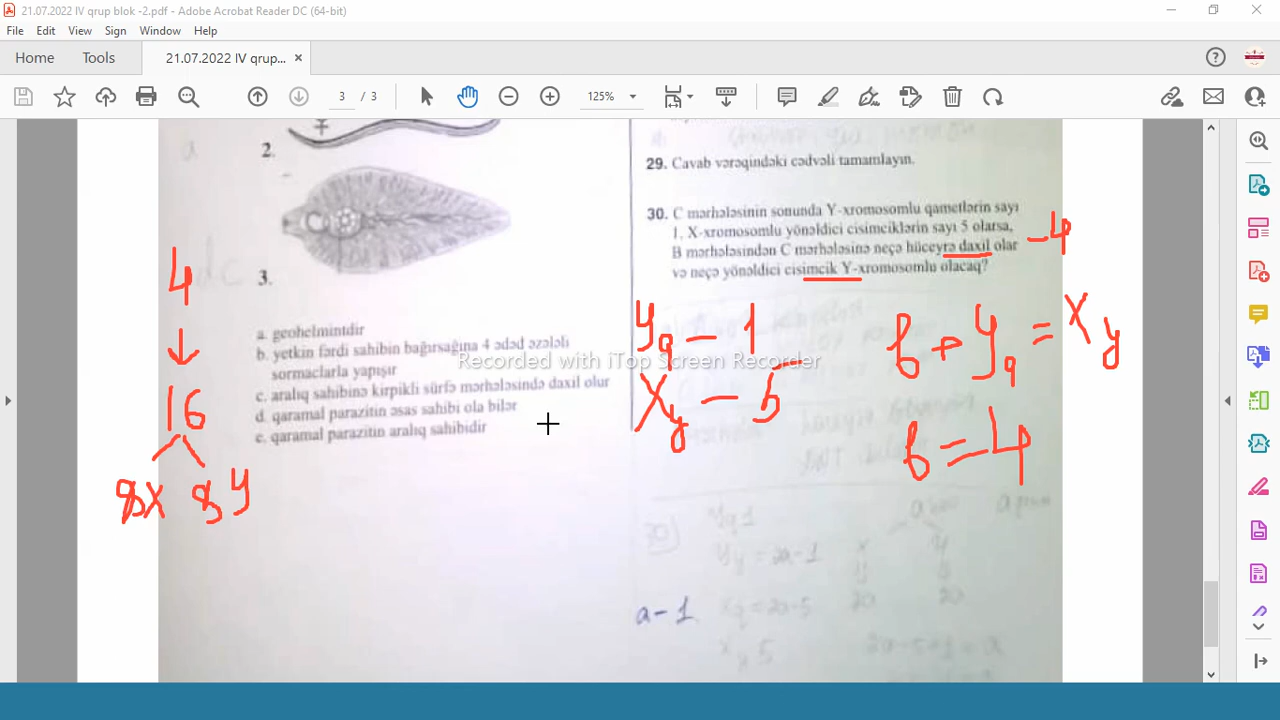 21.07.2022 IV qrup blok -2.pdf - Adobe Acrobat Reader DC (64-bit)
File Edit View Sign Window Help
Home Tools 21.07.2022 IV qrup... ×
3 / 3 125%
2.
3.
a. geohelmintdir
b. yetkin fərdi sahibin bağırsağına 4 ədəd əzələli
sormaclarla yapışır
c. aralıq sahibinə kirpikli sürfə mərhələsində daxil olur
d. qaramal parazitin əsas sahibi ola bilər
e. qaramal parazitin aralıq sahibidir
4
16
8x 8y
29. Cavab vərəqindəki cədvəli tamamlayın.
30. C mərhələsinin sonunda Y-xromosomlu qametlərin sayı
1, X-xromosomlu yönəldici cisimciklərin sayı 5 olarsa,
B mərhələsindən C mərhələsinə neçə hüceyrə daxil olar
və neçə yönəldici cisimcik Y-xromosomlu olacaq?
-4
Yq - 1
Xy - 5
b + Yq = Xy
b = 4
Recorded with iTop Screen Recorder
a - 1